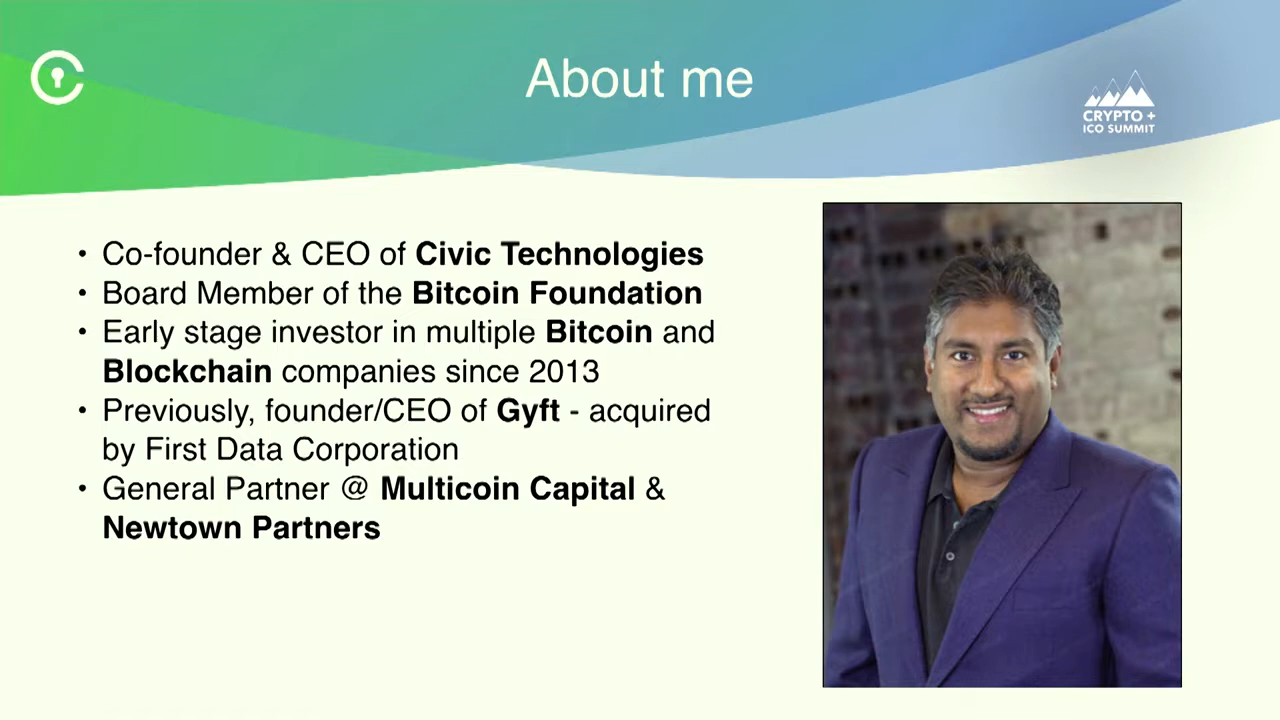 About me
CRYPTO +
ICO SUMMIT
• Co-founder & CEO of Civic Technologies
• Board Member of the Bitcoin Foundation
• Early stage investor in multiple Bitcoin and
Blockchain companies since 2013
• Previously, founder/CEO of Gyft - acquired
by First Data Corporation
• General Partner @ Multicoin Capital &
Newtown Partners